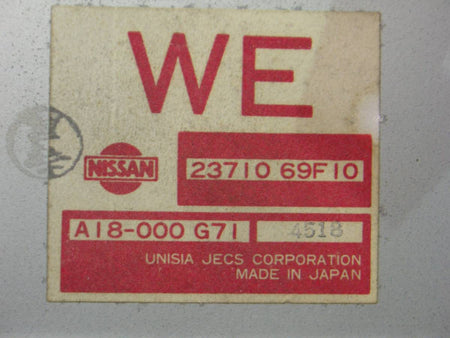 WE
NISSAN
23710 69F10
A18-000 G71
4518
UNISIA JECS CORPORATION
MADE IN JAPAN